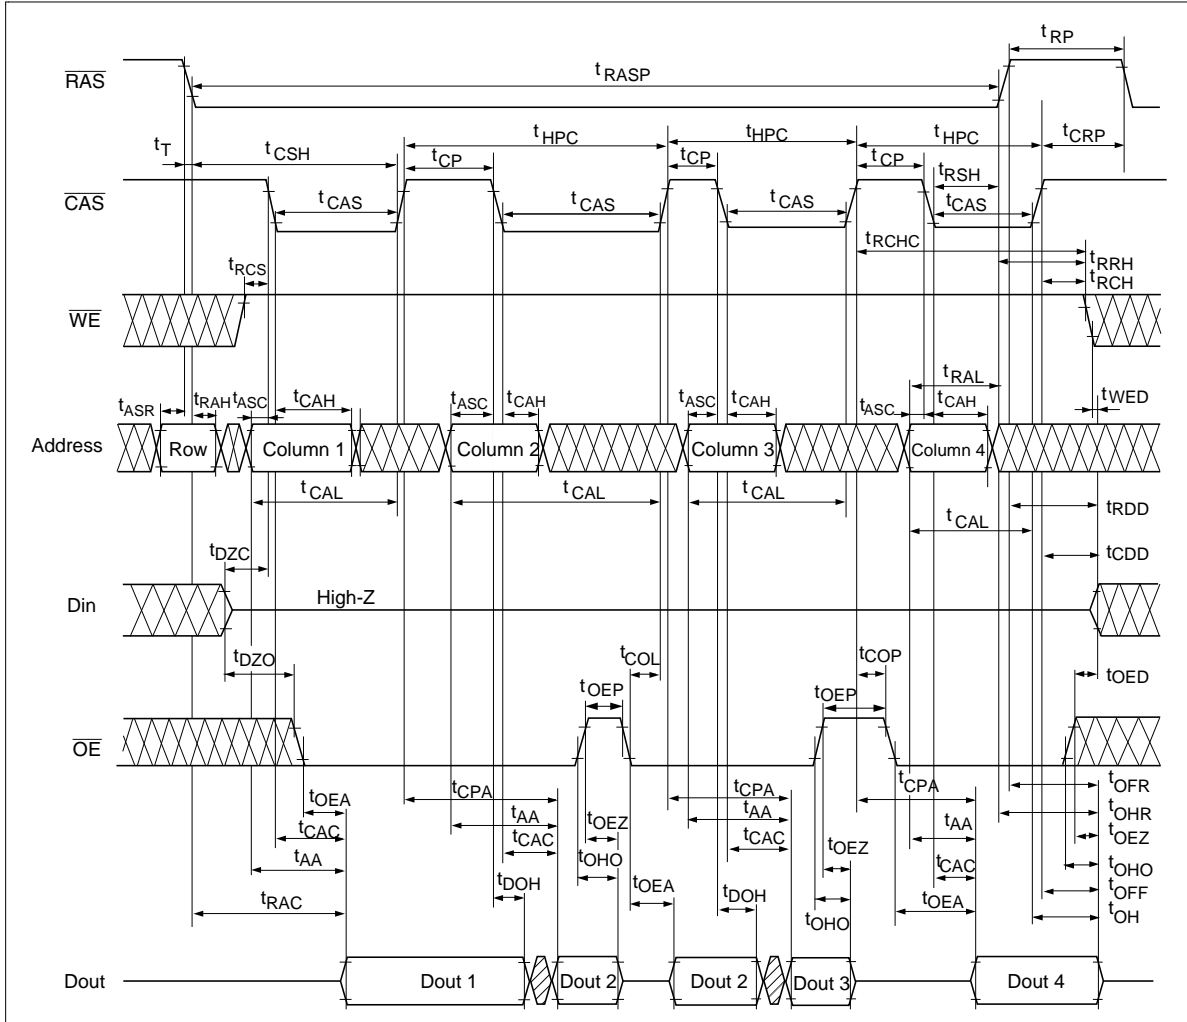 tRP
RAS
tRASP
tT
tCSH
tHPC
tHPC
tHPC
tCRP
tCP
tCP
tCP
tRSH
CAS
tCAS
tCAS
tCAS
tCAS
tRCHC
tRCS
tRRH
tRCH
WE
tRAL
tWED
tASR
tRAH
tASC
tCAH
tASC
tCAH
tASC
tCAH
tASC
tCAH
Address
Row
Column 1
Column 2
Column 3
Column 4
tCAL
tCAL
tCAL
tCAL
tRDD
tDZC
tCDD
Din
High-Z
tDZO
tCOL
tCOP
tOED
tOEP
tOEP
OE
tOEA
tCPA
tCPA
tCPA
tOFR
tCAC
tAA
tAA
tAA
tOHR
tAA
tCAC
tOEZ
tCAC
tOEZ
tCAC
tOEZ
tOHO
tOHO
tRAC
tDOH
tOEA
tDOH
tOHO
tOEA
tOFF
tOH
Dout
Dout 1
Dout 2
Dout 2
Dout 3
Dout 4